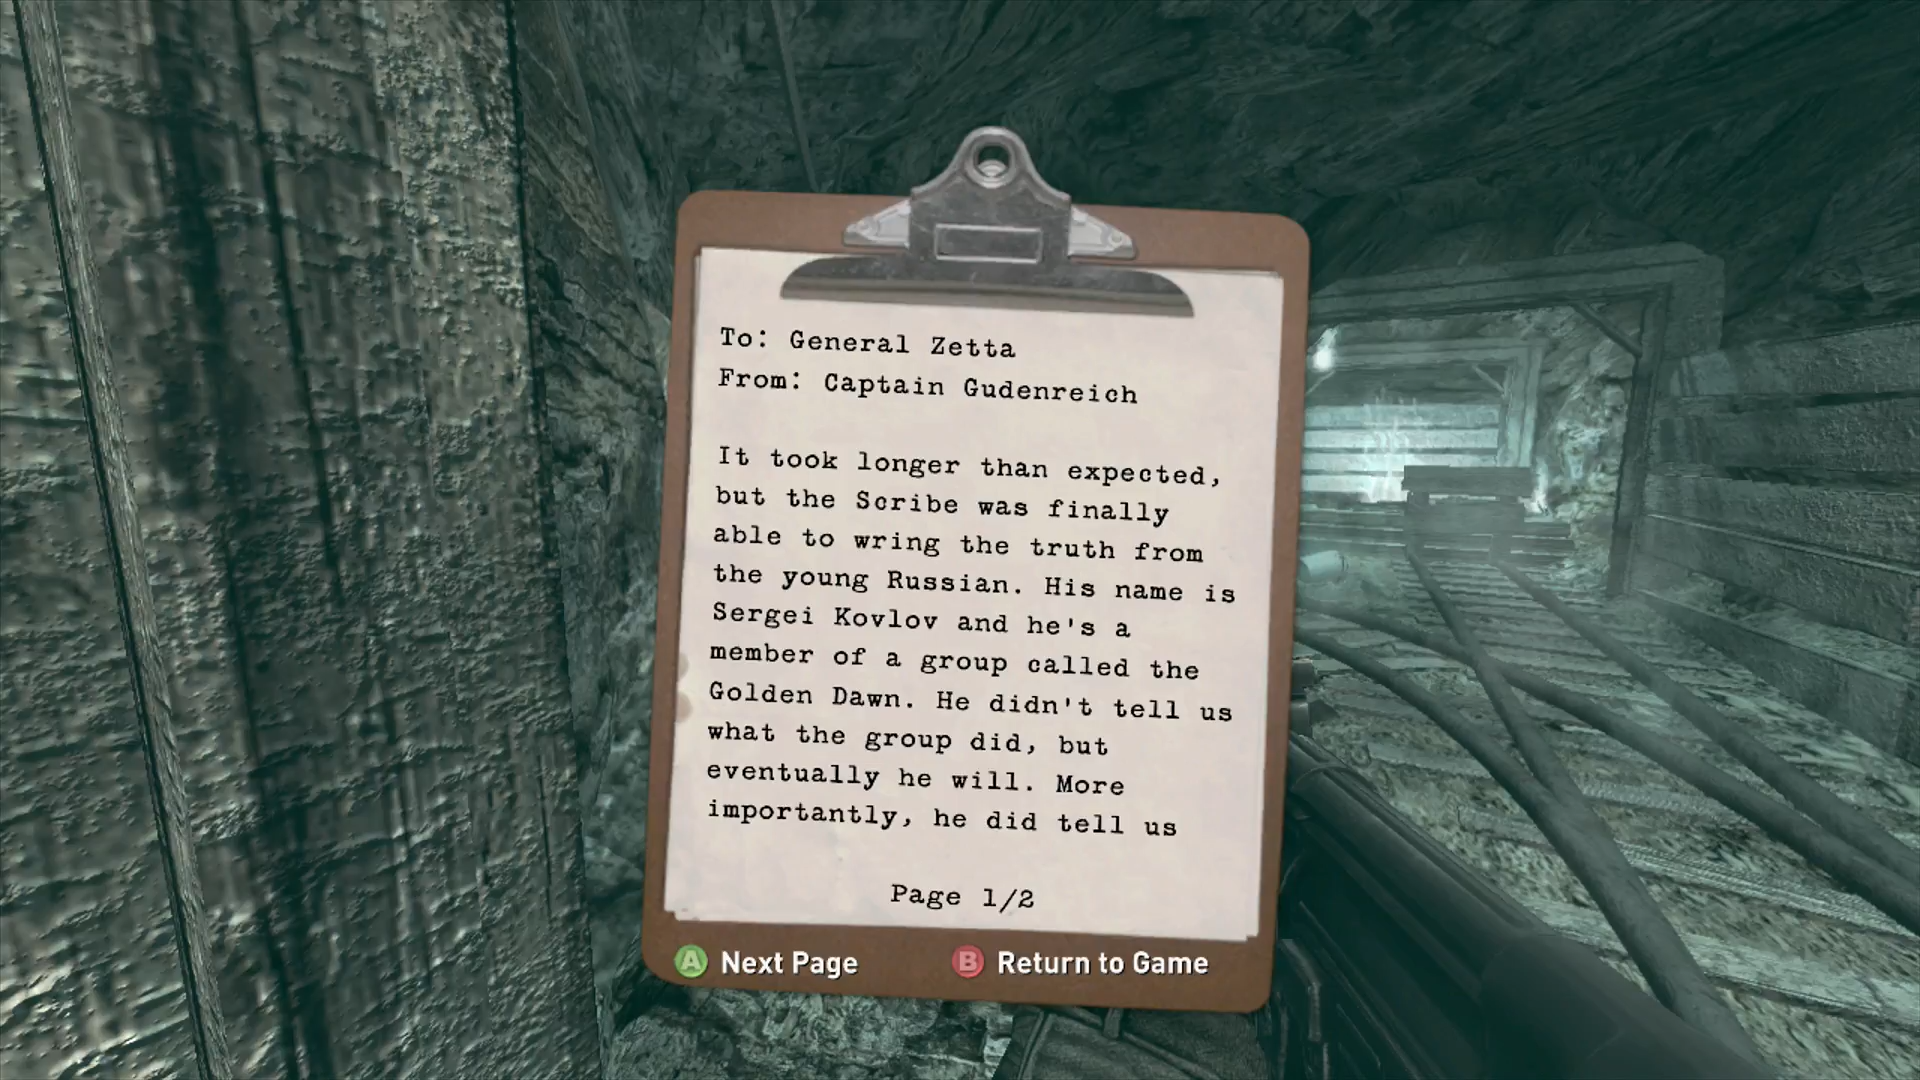 To: General Zetta
From: Captain Gudenreich
It took longer than expected,
but the Scribe was finally
able to wring the truth from
the young Russian. His name is
Sergei Kovlov and he's a
member of a group called the
Golden Dawn. He didn't tell us
what the group did, but
eventually he will. More
importantly, he did tell us
Page 1/2
A Next Page B Return to Game